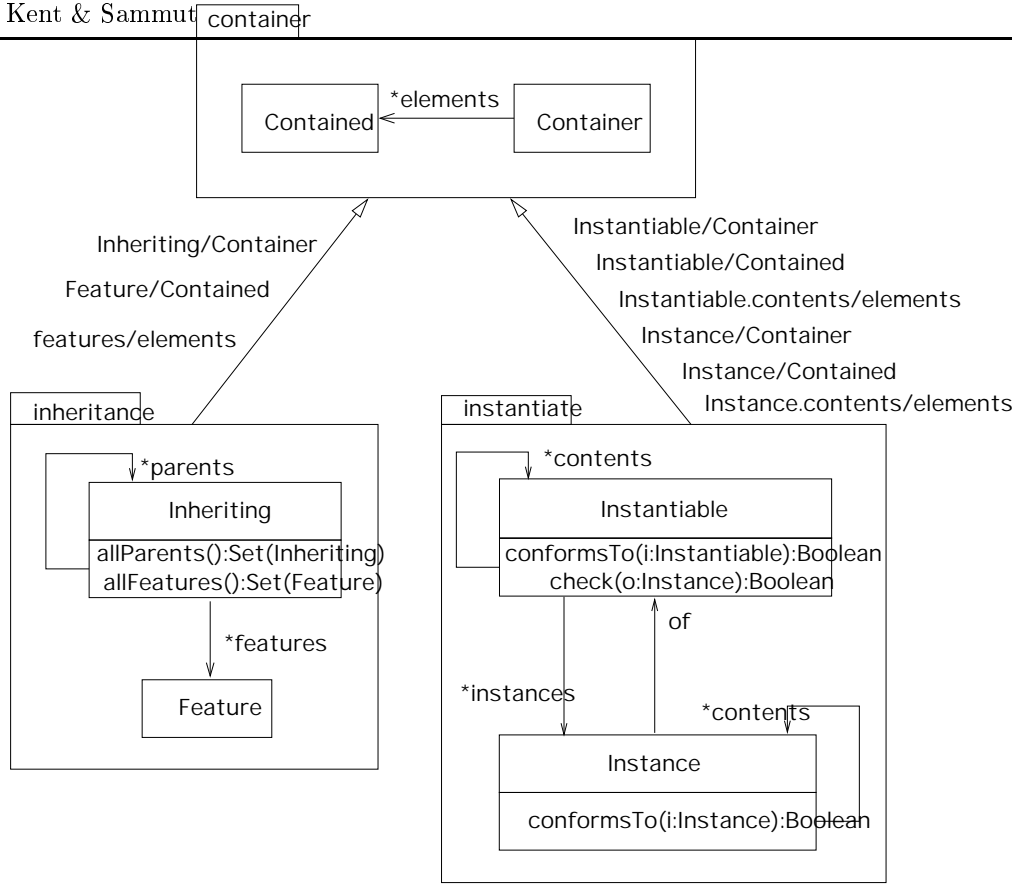 Kent & Sammut
container
*elements
Contained
Container
Inheriting/Container
Feature/Contained
features/elements
Instantiable/Container
Instantiable/Contained
Instantiable.contents/elements
Instance/Container
Instance/Contained
Instance.contents/elements
inheritance
*parents
Inheriting
allParents():Set(Inheriting)
allFeatures():Set(Feature)
*features
Feature
instantiate
*contents
Instantiable
conformsTo(i:Instantiable):Boolean
check(o:Instance):Boolean
of
*instances
*contents
Instance
conformsTo(i:Instance):Boolean